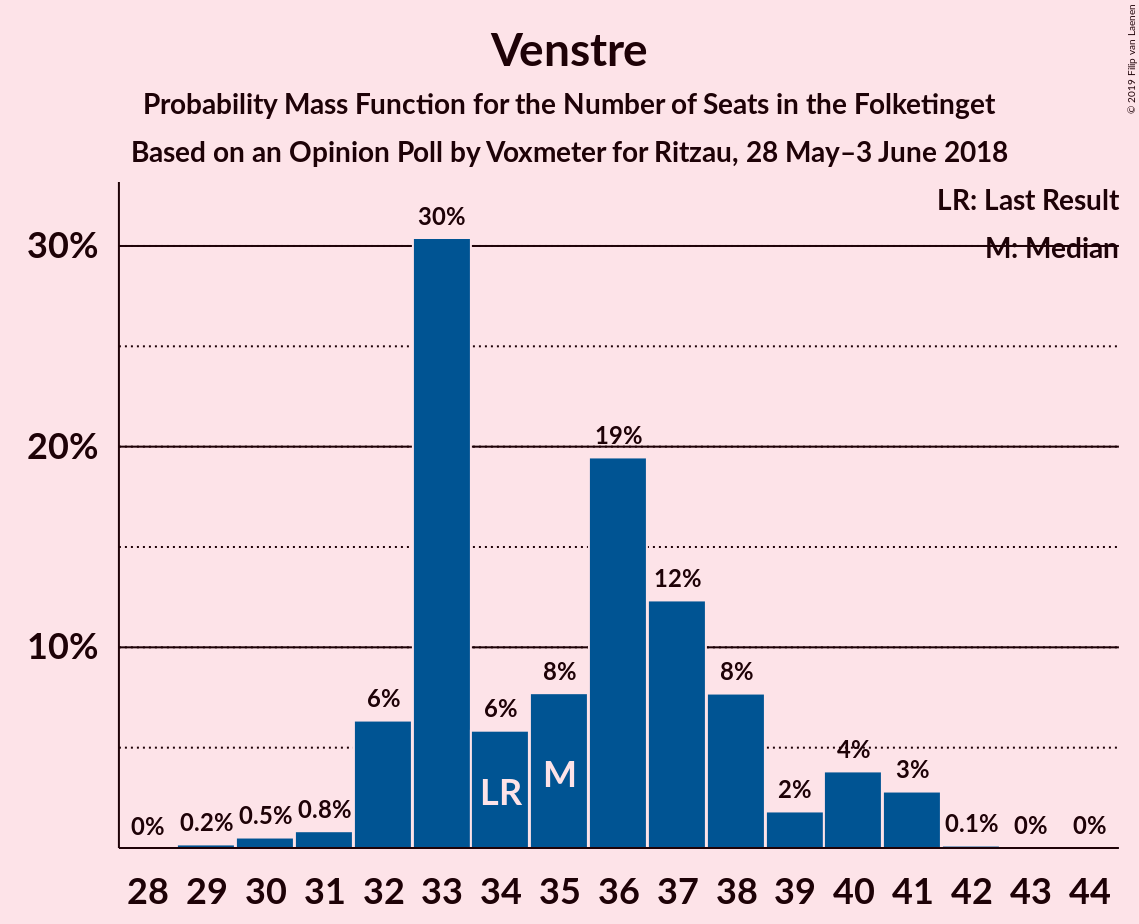 Venstre
Probability Mass Function for the Number of Seats in the Folketinget
Based on an Opinion Poll by Voxmeter for Ritzau, 28 May–3 June 2018
© 2019 Filip van Laenen
LR: Last Result
M: Median
30%
20%
10%
0%
0.2%
0.5%
0.8%
6%
30%
6%
8%
19%
12%
8%
2%
4%
3%
0.1%
0%
0%
LR
M
28 29 30 31 32 33 34 35 36 37 38 39 40 41 42 43 44